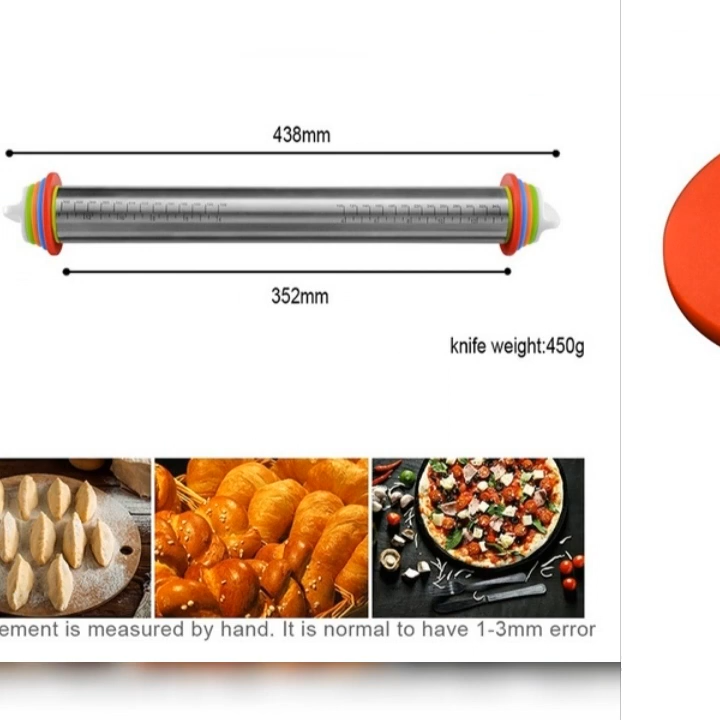 438mm
352mm
knife weight:450g
ement is measured by hand. It is normal to have 1-3mm error